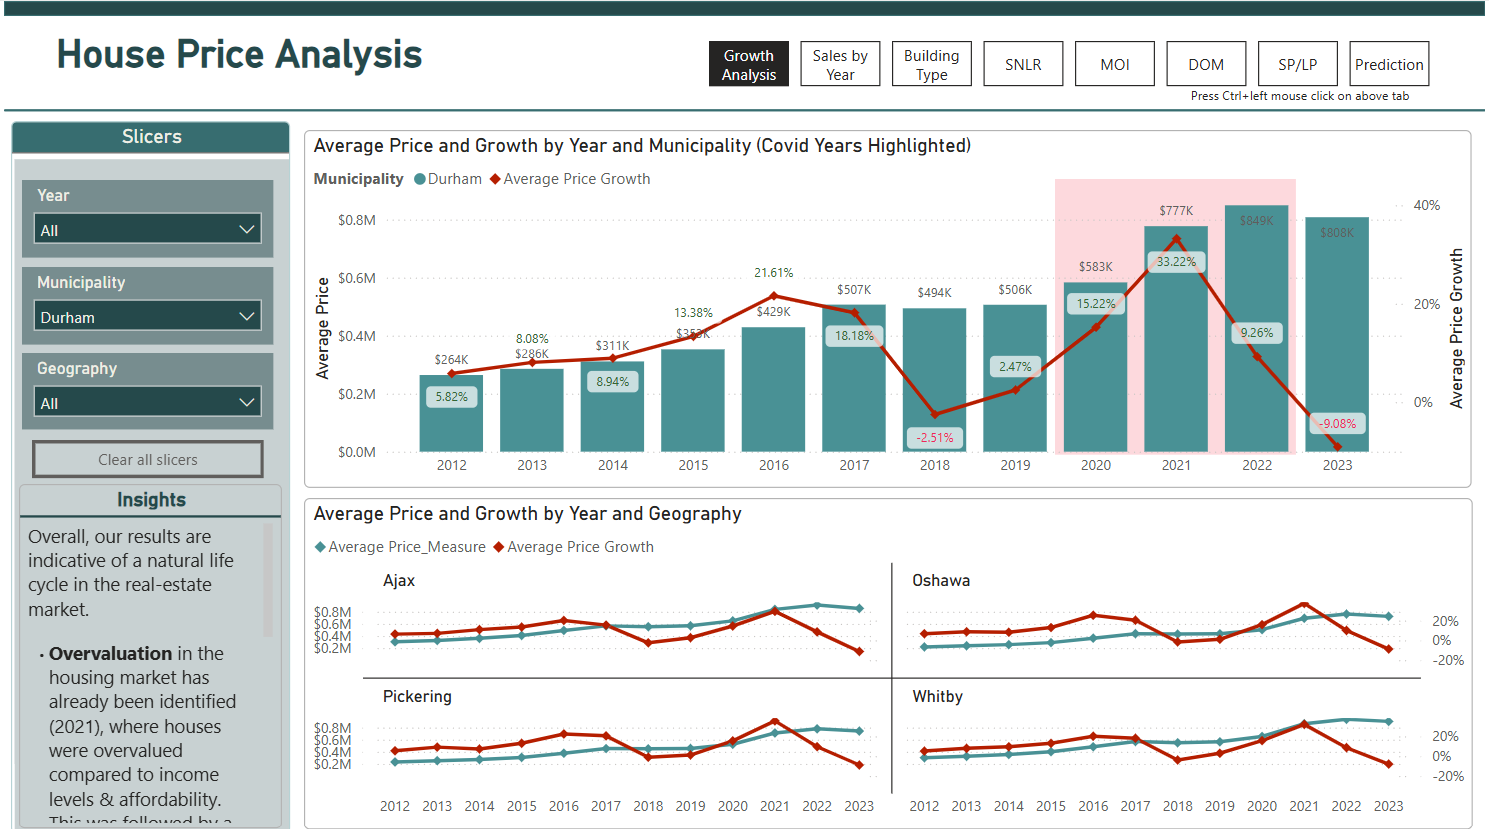 House Price Analysis
Growth Analysis
Sales by Year
Building Type
SNLR
MOI
DOM
SP/LP
Prediction
Press Ctrl+left mouse click on above tab
Slicers
Year
All
Municipality
Durham
Geography
All
Clear all slicers
Insights
Overall, our results are
indicative of a natural life
cycle in the real-estate
market.
• Overvaluation in the
housing market has
already been identified
(2021), where houses
were overvalued
compared to income
levels & affordability.
This was followed by a
Average Price and Growth by Year and Municipality (Covid Years Highlighted)
Municipality Durham Average Price Growth
Average Price
$0.8M
$0.6M
$0.4M
$0.2M
$0.0M
$264K
$286K
$311K
$353K
$429K
$507K
$494K
$506K
$583K
$777K
$849K
$808K
5.82%
8.08%
8.94%
13.38%
21.61%
18.18%
-2.51%
2.47%
15.22%
33.22%
9.26%
-9.08%
40%
20%
0%
Average Price Growth
2012 2013 2014 2015 2016 2017 2018 2019 2020 2021 2022 2023
Average Price and Growth by Year and Geography
Average Price_Measure Average Price Growth
Ajax
$0.8M
$0.6M
$0.4M
$0.2M
Oshawa
20%
0%
-20%
Pickering
$0.8M
$0.6M
$0.4M
$0.2M
Whitby
20%
0%
-20%
2012 2013 2014 2015 2016 2017 2018 2019 2020 2021 2022 2023
2012 2013 2014 2015 2016 2017 2018 2019 2020 2021 2022 2023